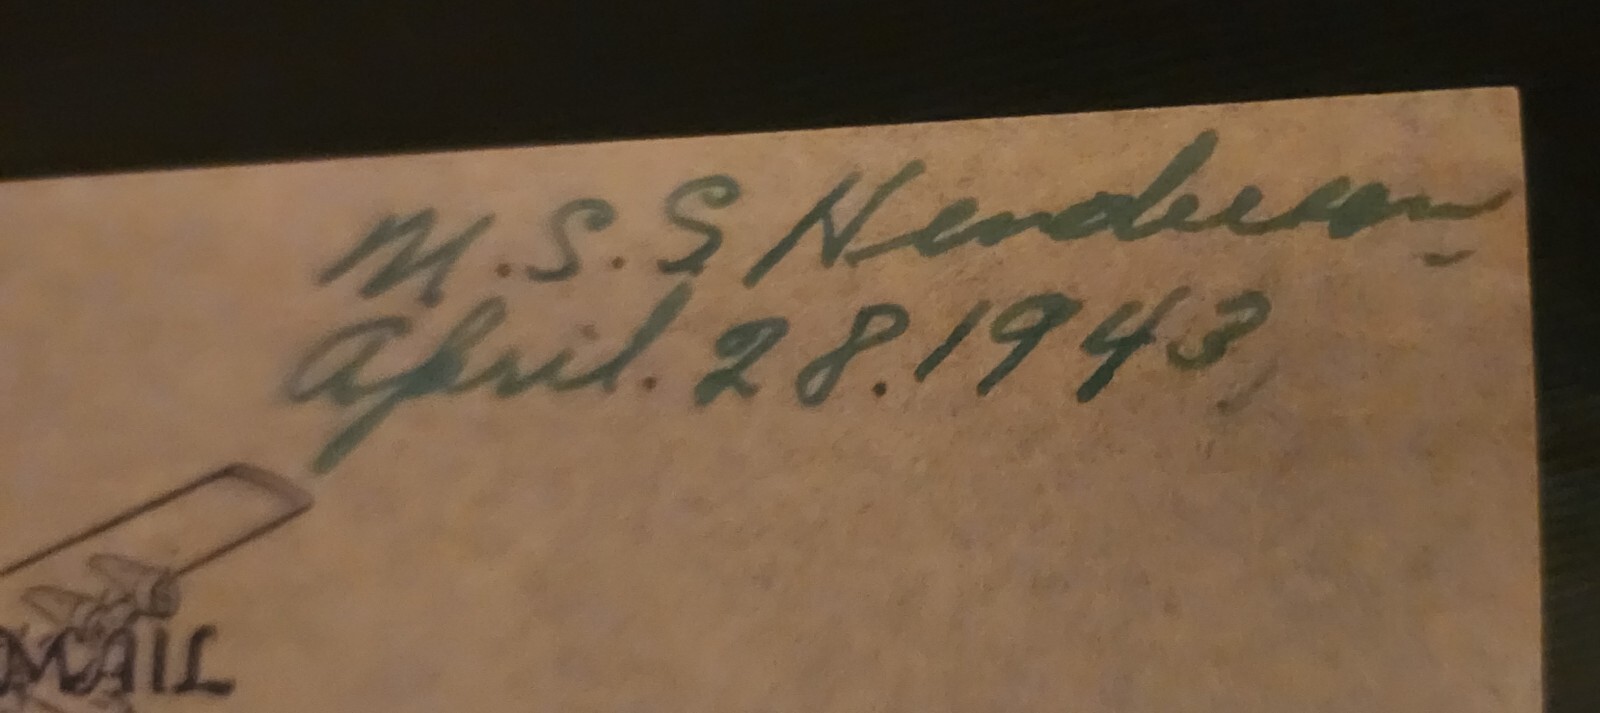 M.S.S Henderson
April. 28. 1943